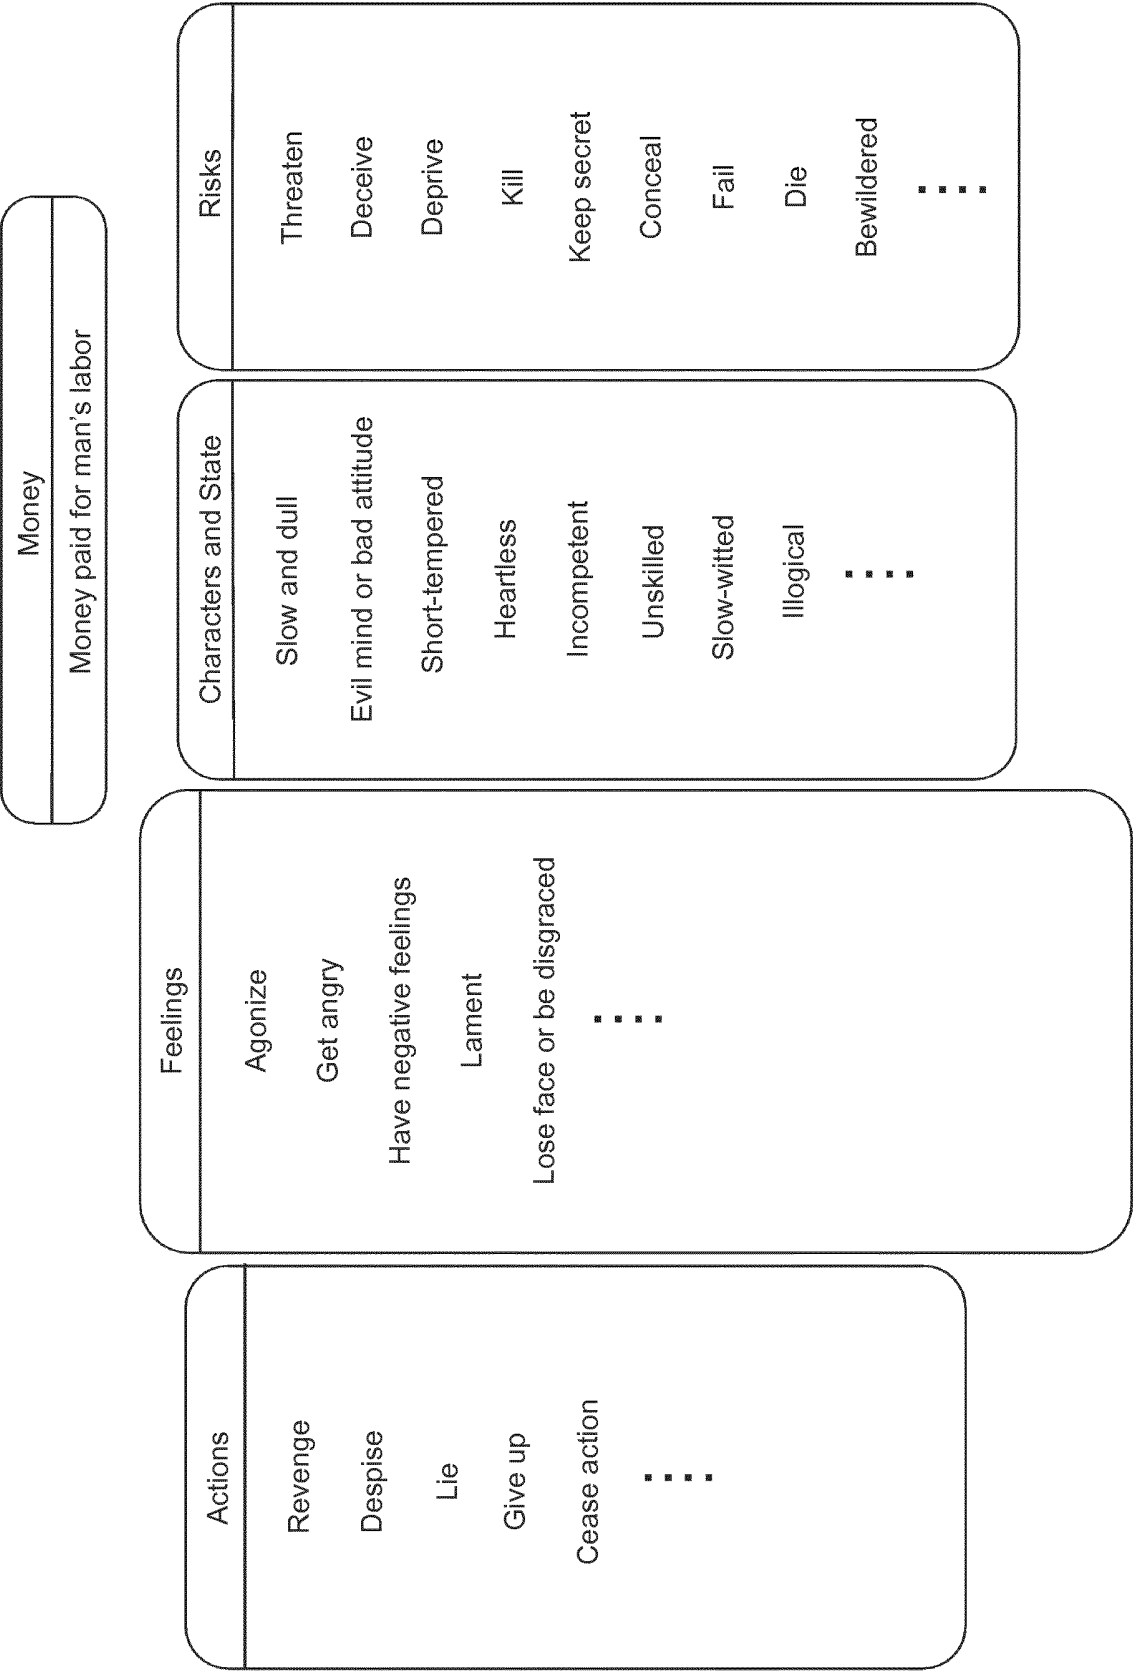 Money
Money paid for man's labor
Actions
Revenge
Despise
Lie
Give up
Cease action
Feelings
Agonize
Get angry
Have negative feelings
Lament
Lose face or be disgraced
Characters and State
Slow and dull
Evil mind or bad attitude
Short-tempered
Heartless
Incompetent
Unskilled
Slow-witted
Illogical
Risks
Threaten
Deceive
Deprive
Kill
Keep secret
Conceal
Fail
Die
Bewildered